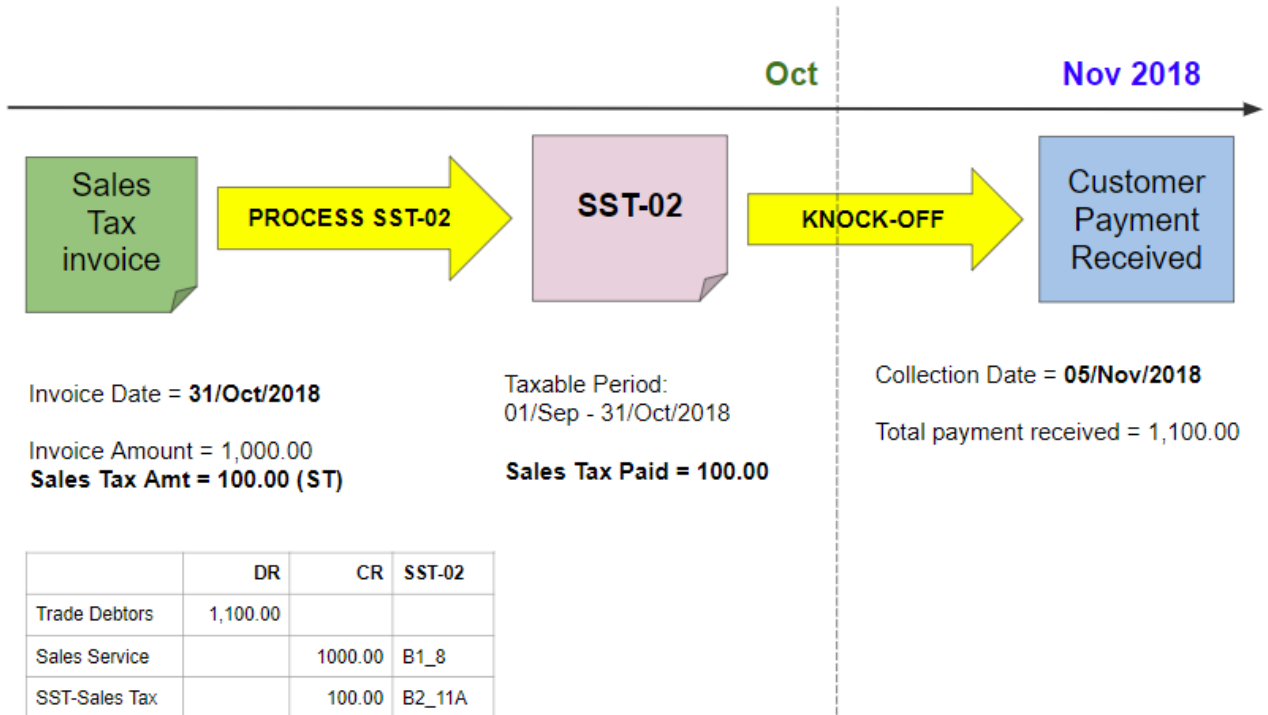 Oct
Nov 2018
Sales
Tax
invoice
PROCESS SST-02
SST-02
KNOCK-OFF
Customer
Payment
Received
Invoice Date = 31/Oct/2018
Invoice Amount = 1,000.00
Sales Tax Amt = 100.00 (ST)
Taxable Period:
01/Sep - 31/Oct/2018
Sales Tax Paid = 100.00
Collection Date = 05/Nov/2018
Total payment received = 1,100.00
DR CR SST-02
Trade Debtors 1,100.00
Sales Service 1000.00 B1_8
SST-Sales Tax 100.00 B2_11A